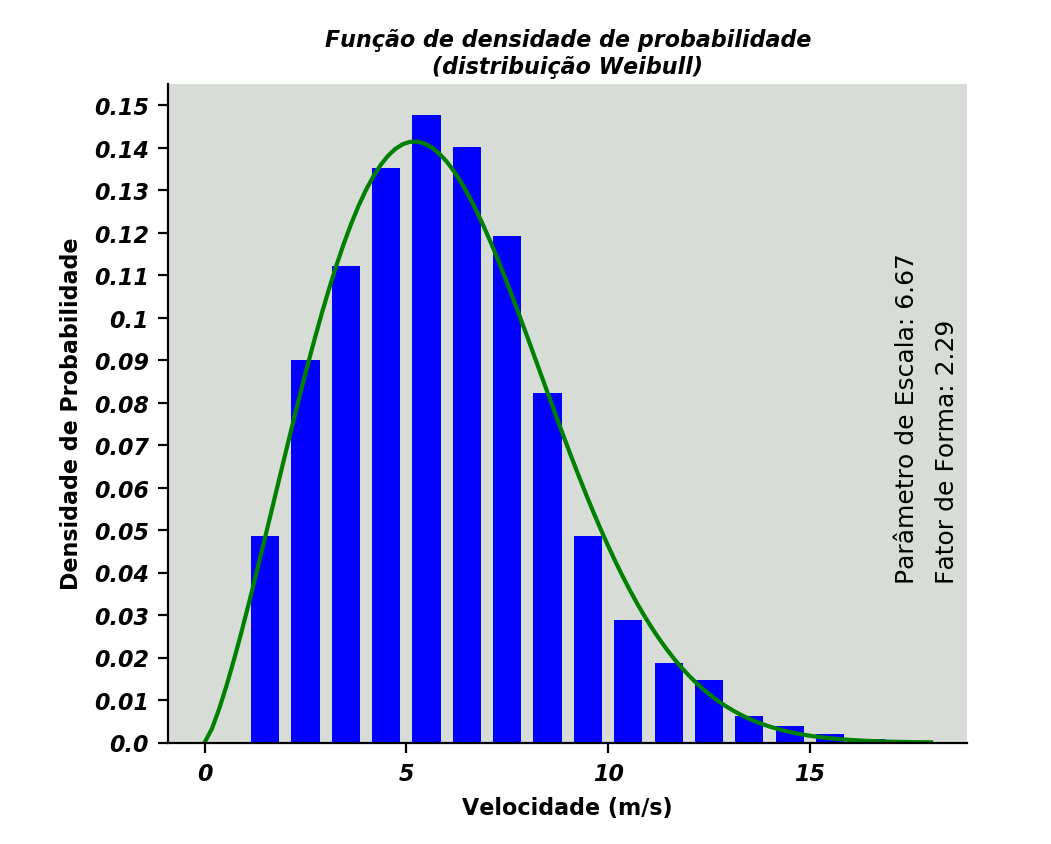 Função de densidade de probabilidade
(distribuição Weibull)
Densidade de Probabilidade
0.15
0.14
0.13
0.12
0.11
0.1
0.09
0.08
0.07
0.06
0.05
0.04
0.03
0.02
0.01
0.0
Parâmetro de Escala: 6.67
Fator de Forma: 2.29
0 5 10 15
Velocidade (m/s)